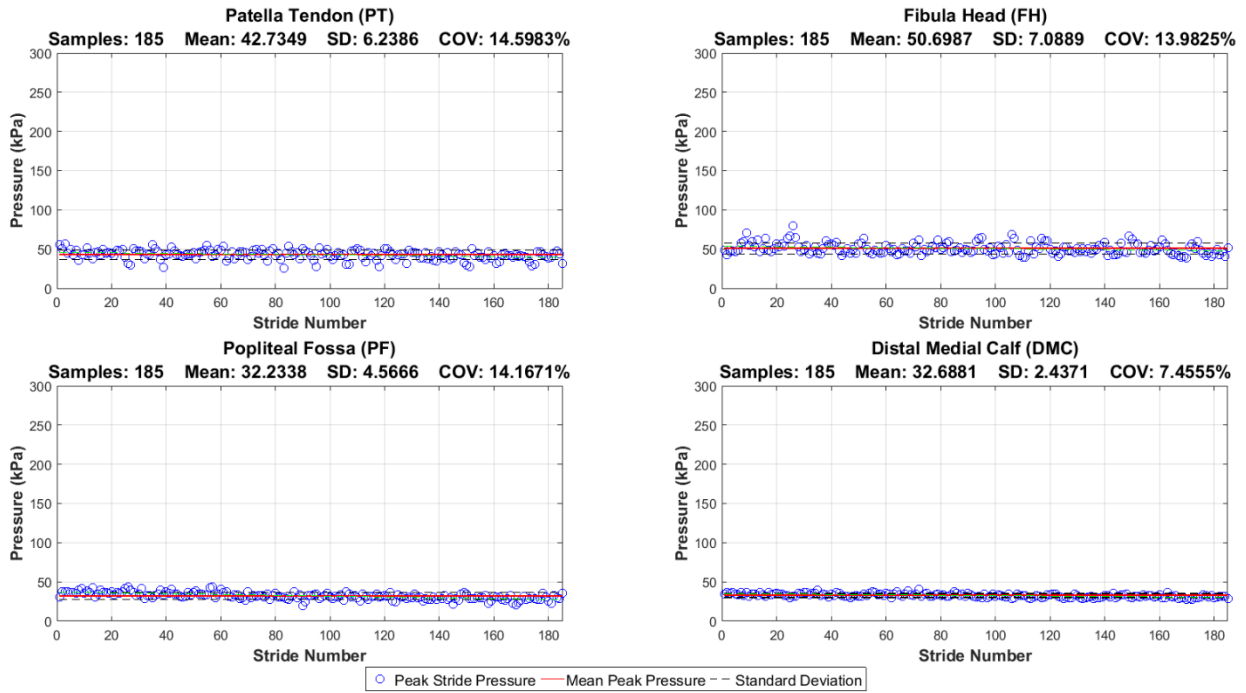 Patella Tendon (PT)
Samples: 185 Mean: 42.7349 SD: 6.2386 COV: 14.5983%
300
250
200
150
100
50
0
Pressure (kPa)
0 20 40 60 80 100 120 140 160 180
Stride Number
Fibula Head (FH)
Samples: 185 Mean: 50.6987 SD: 7.0889 COV: 13.9825%
300
250
200
150
100
50
0
Pressure (kPa)
0 20 40 60 80 100 120 140 160 180
Stride Number
Popliteal Fossa (PF)
Samples: 185 Mean: 32.2338 SD: 4.5666 COV: 14.1671%
300
250
200
150
100
50
0
Pressure (kPa)
0 20 40 60 80 100 120 140 160 180
Stride Number
Distal Medial Calf (DMC)
Samples: 185 Mean: 32.6881 SD: 2.4371 COV: 7.4555%
300
250
200
150
100
50
0
Pressure (kPa)
0 20 40 60 80 100 120 140 160 180
Stride Number
Peak Stride Pressure Mean Peak Pressure Standard Deviation